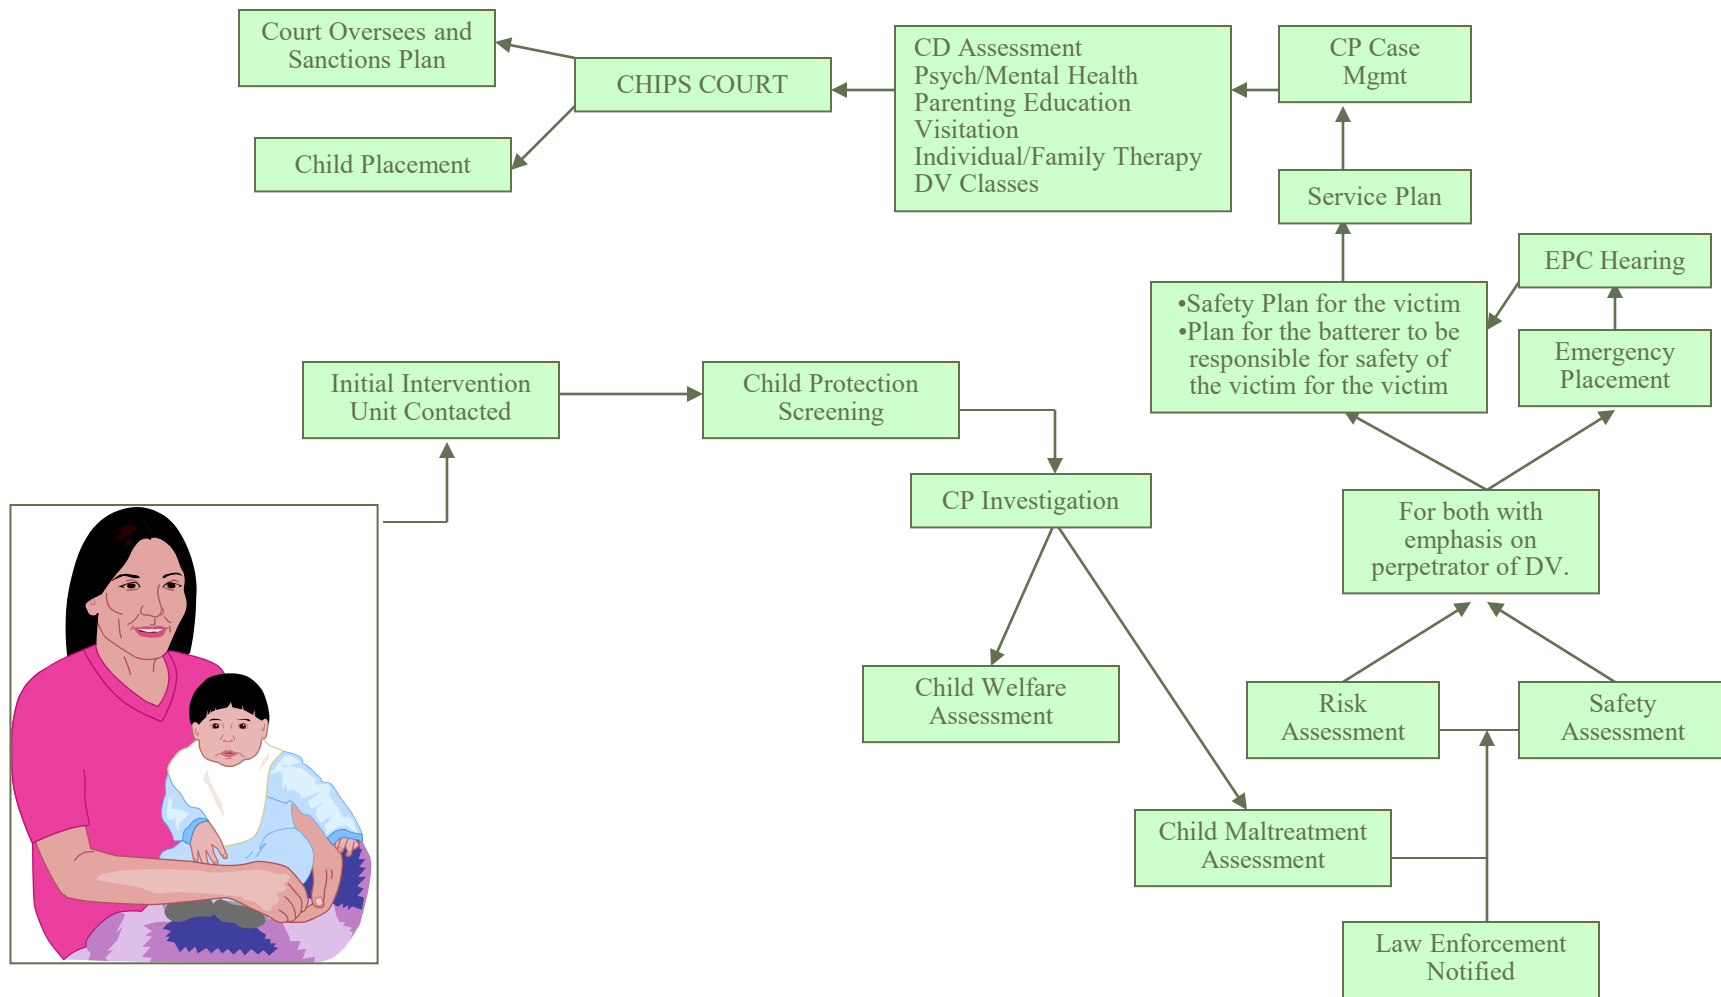 Court Oversees and
Sanctions Plan
CHIPS COURT
Child Placement
CD Assessment
Psych/Mental Health
Parenting Education
Visitation
Individual/Family Therapy
DV Classes
CP Case
Mgmt
Service Plan
EPC Hearing
•Safety Plan for the victim
•Plan for the batterer to be
responsible for safety of
the victim for the victim
Emergency
Placement
Initial Intervention
Unit Contacted
Child Protection
Screening
CP Investigation
For both with
emphasis on
perpetrator of DV.
Child Welfare
Assessment
Risk
Assessment
Safety
Assessment
Child Maltreatment
Assessment
Law Enforcement
Notified